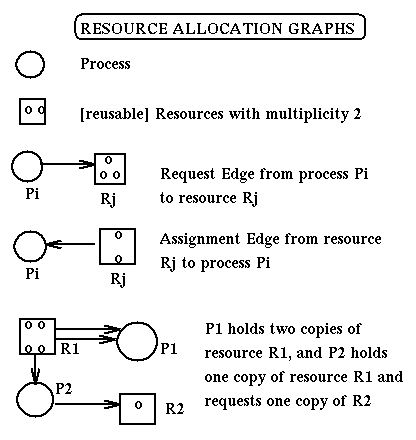 RESOURCE ALLOCATION GRAPHS
Process
[reusable] Resources with multiplicity 2
Pi
Rj
Request Edge from process Pi
to resource Rj
Pi
Rj
Assignment Edge from resource
Rj to process Pi
R1
P1
P2
R2
P1 holds two copies of
resource R1, and P2 holds
one copy of resource R1 and
requests one copy of R2